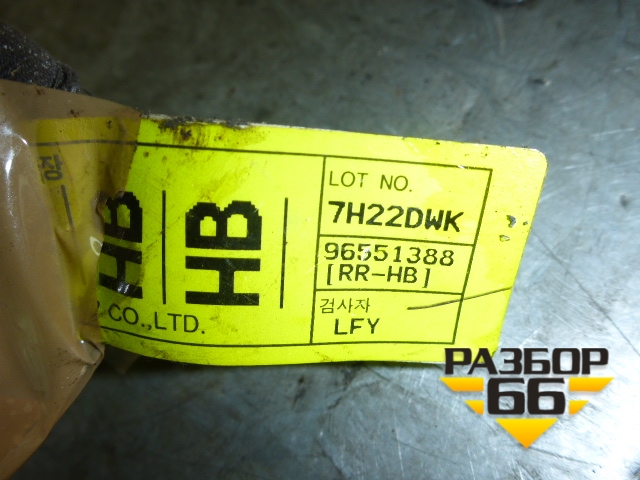 HB
HB
CO.,LTD.
LOT NO.
7H22DWK
96551388
[RR-HB]
검사자
LFY
РАЗБОР
66